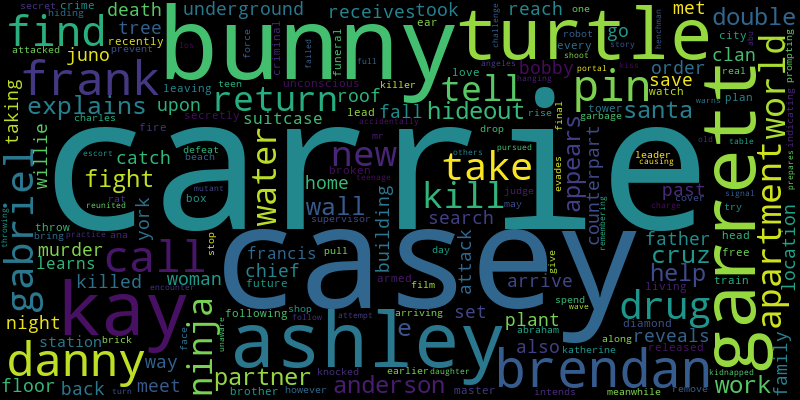 find
death
underground
receives
took
reach
one
met
double
secret
crime
hiding
tree
attacked
recently
juno
bunny
turtle
ear
force
criminal
funeral
full
failed
go
every
story
shoot
city
clan
prevent
frank
explains
upon
leaving
teen
return
roof
unconscious
killer
love
tell
hanging
bobby
order
save
watch
real
plan
taking
suitcase
lead
fall
hideout
pin
tower
santa
world
charles
secretly
accidentally
drop
rise
final
garbage
table
willie
catch
fire
defeat
beach
water
new
mr
broken
others
pursued
take
appears
leader
causing
old
gabriel
fight
escort
rat
box
mutant
home
wall
kill
judge
may
counterpart
past
cover
signal
try
garrett
apartment
carrie
casey
york
reunited
throw
bring
practice
ana
supervisor
building
search
evades
remembering
father
head
free
train
location
murder
learns
call
stop
francis
chief
future
pull
day
attack
arrive
give
cruz
help
living
charge
kay
killed
woman
armed
film
spend
wave
diamond
reveals
released
night
station
brick
ninja
following
shop
follow
ashley
e
set
plant
abraham
drug
family
danny
way
encounter
face
unaware
knocked
attempt
arriving
also
katherine
along
kidnapped
floor
back
turn
meet
partner
brother
however
anderson
earlier
daughter
master
brendan
intends
meanwhile
remove
work
throwing
prepares
indicating
prompting
henchman
portal
robot
challenge
angeles